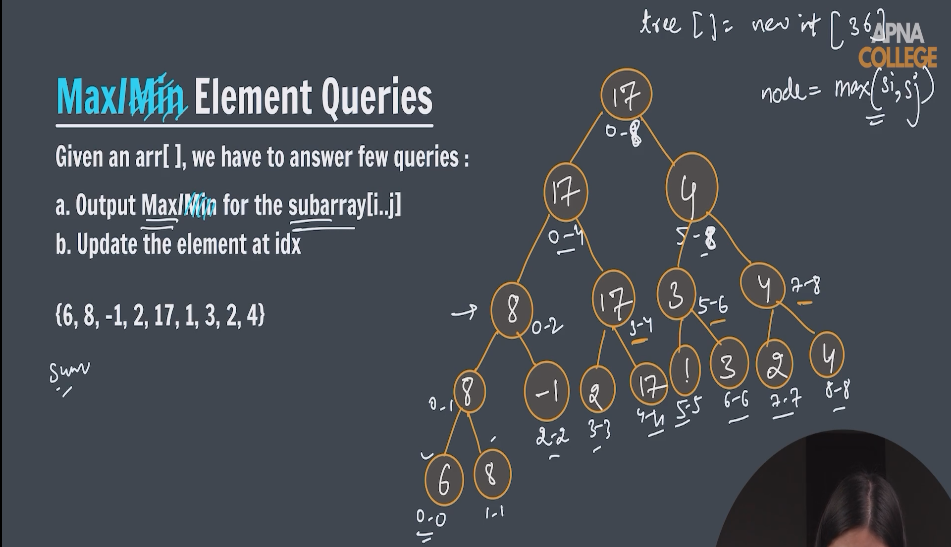 tree [] = new int [36]
APNA
COLLEGE
node = max(si, sj)
Max/Min Element Queries
Given an arr[ ], we have to answer few queries :
a. Output Max/Min for the subarray[i..j]
b. Update the element at idx
{6, 8, -1, 2, 17, 1, 3, 2, 4}
Sum
17
0-8
17 4
0-4 5-8
8 17 3 4
0-2 3-4 5-6 7-8
8 -1 2 17 1 3 2 4
0-1 2-2 3-3 4-4 5-5 6-6 7-7 8-8
6 8
0-0 1-1